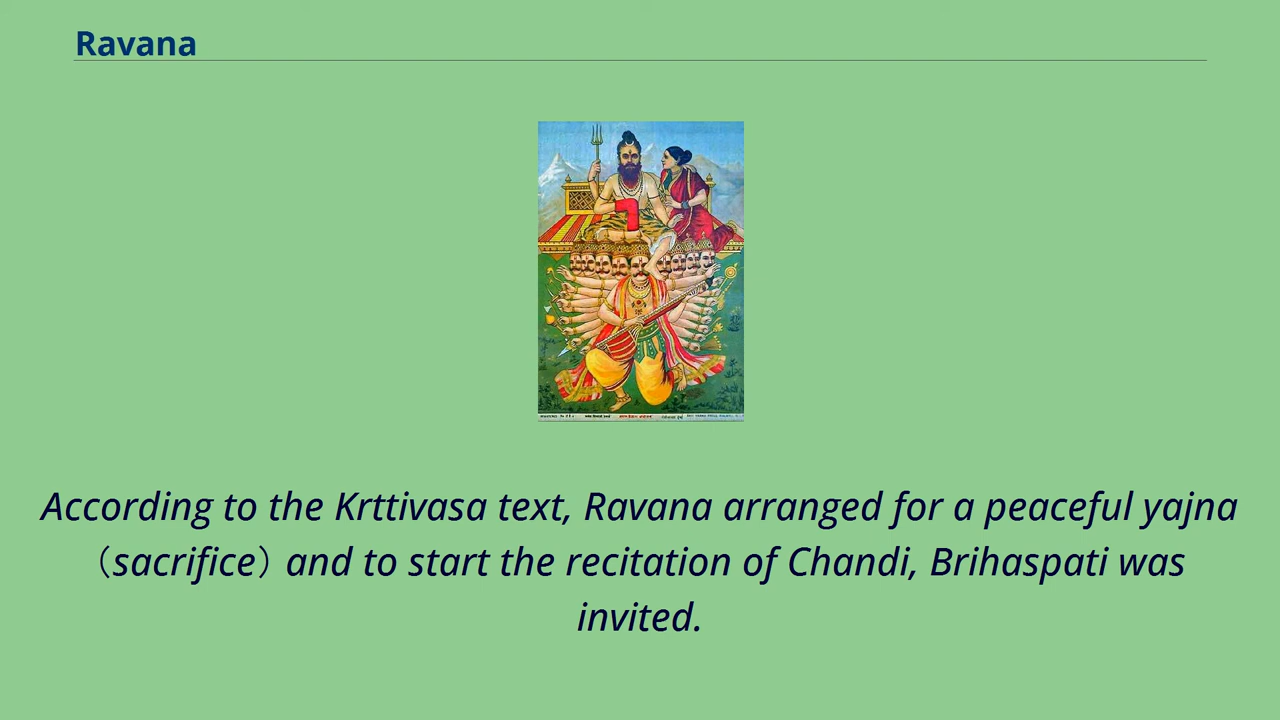 Ravana
According to the Krttivasa text, Ravana arranged for a peaceful yajna
（sacrifice）and to start the recitation of Chandi, Brihaspati was
invited.